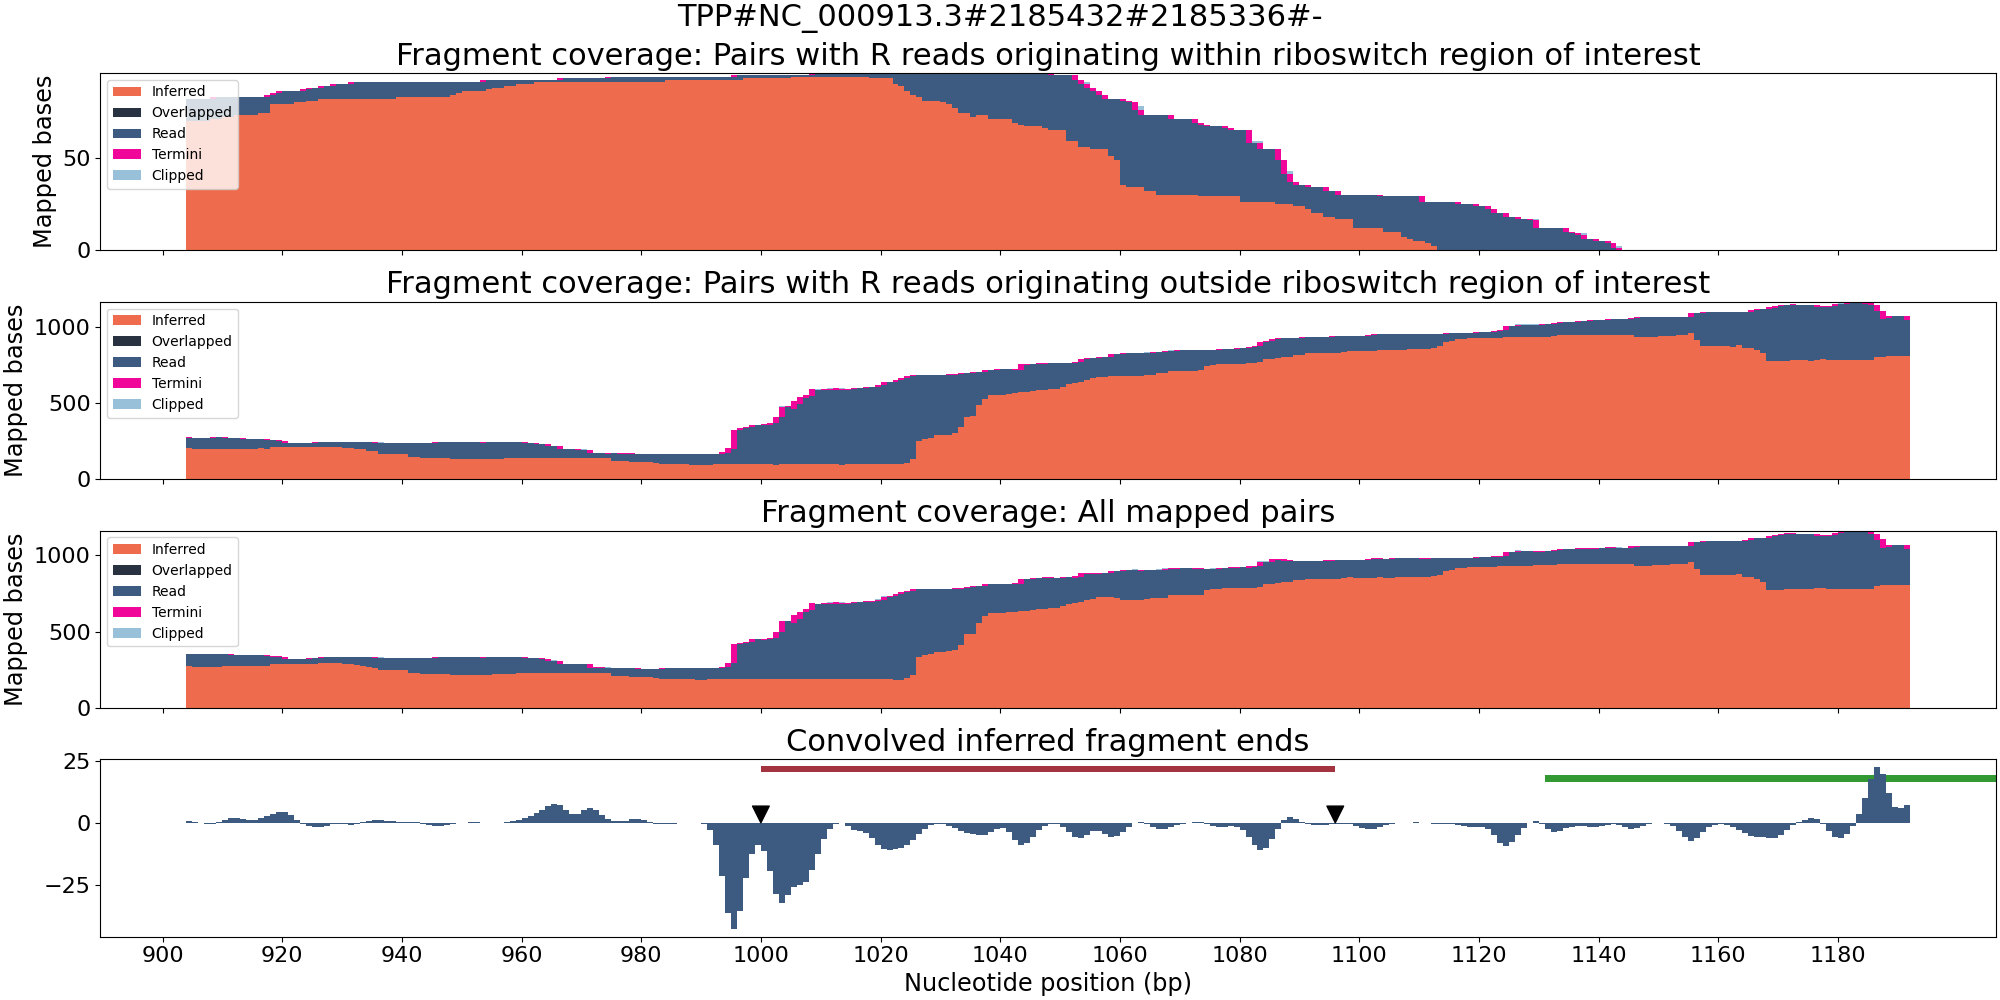 TPP#NC_000913.3#2185432#2185336#-
Fragment coverage: Pairs with R reads originating within riboswitch region of interest
Mapped bases
50
0
Inferred
Overlapped
Read
Termini
Clipped
Fragment coverage: Pairs with R reads originating outside riboswitch region of interest
Mapped bases
1000
500
0
Inferred
Overlapped
Read
Termini
Clipped
Fragment coverage: All mapped pairs
Mapped bases
1000
500
0
Inferred
Overlapped
Read
Termini
Clipped
Convolved inferred fragment ends
25
0
−25
900 920 940 960 980 1000 1020 1040 1060 1080 1100 1120 1140 1160 1180
Nucleotide position (bp)